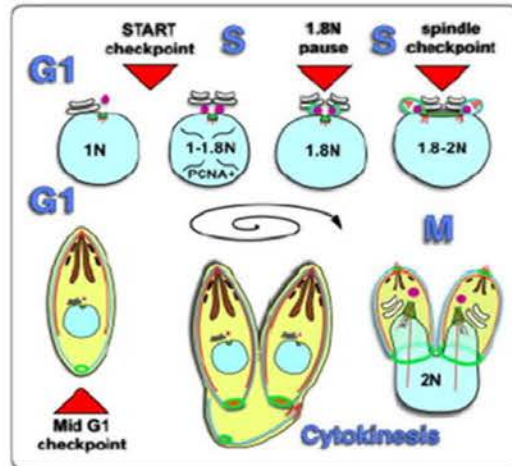 START
checkpoint
S
1.8N
pause
S
spindle
checkpoint
G1
1N
1-1.8N
PCNA+
1.8N
1.8-2N
G1
M
2N
Mid G1
checkpoint
Cytokinesis